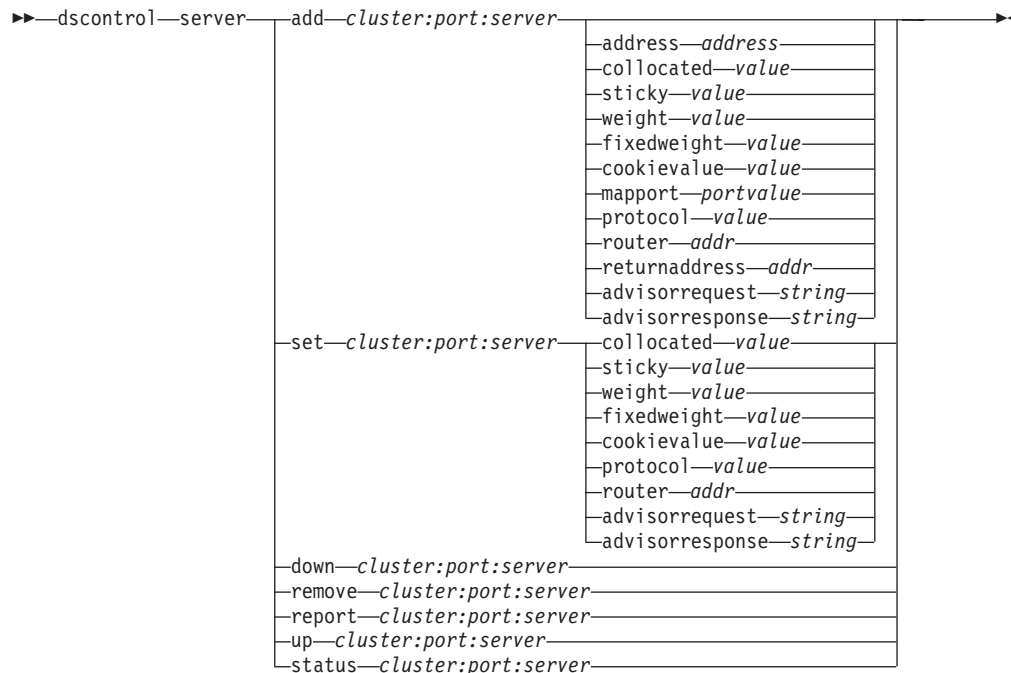 dscontrol server add cluster:port:server
address address
collocated value
sticky value
weight value
fixedweight value
cookievalue value
mapport portvalue
protocol value
router addr
returnaddress addr
advisorrequest string
advisorresponse string
set cluster:port:server collocated value
sticky value
weight value
fixedweight value
cookievalue value
protocol value
router addr
advisorrequest string
advisorresponse string
down cluster:port:server
remove cluster:port:server
report cluster:port:server
up cluster:port:server
status cluster:port:server